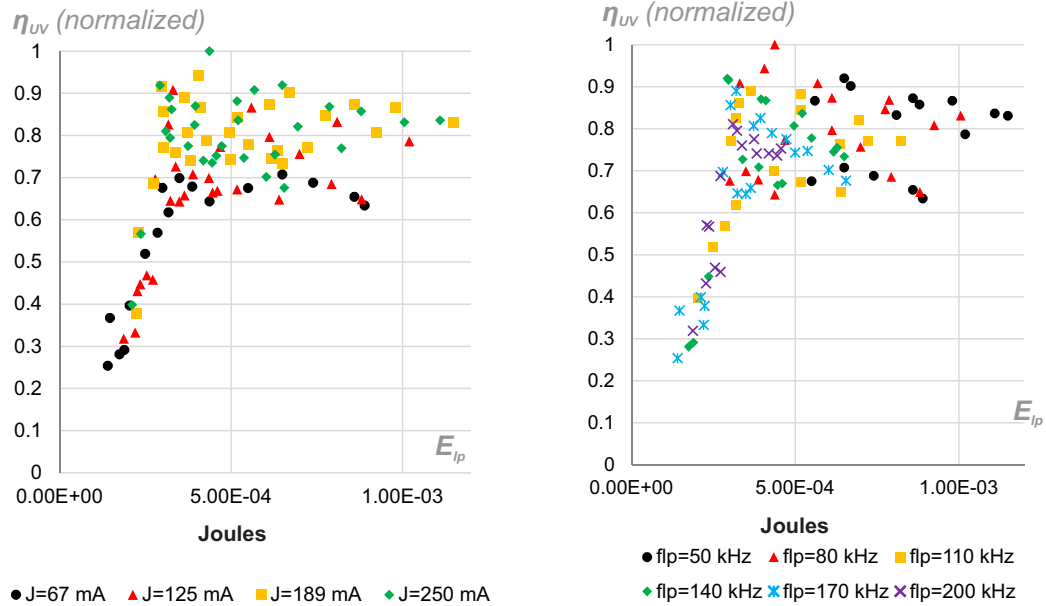 η_UV (normalized)
1
0.9
0.8
0.7
0.6
0.5
0.4
0.3
0.2
0.1
0
0.00E+00 5.00E-04 1.00E-03
E_lp
Joules
J=67 mA J=125 mA J=189 mA J=250 mA
η_UV (normalized)
1
0.9
0.8
0.7
0.6
0.5
0.4
0.3
0.2
0.1
0
0.00E+00 5.00E-04 1.00E-03
E_lp
Joules
flp=50 kHz flp=80 kHz flp=110 kHz
flp=140 kHz flp=170 kHz flp=200 kHz